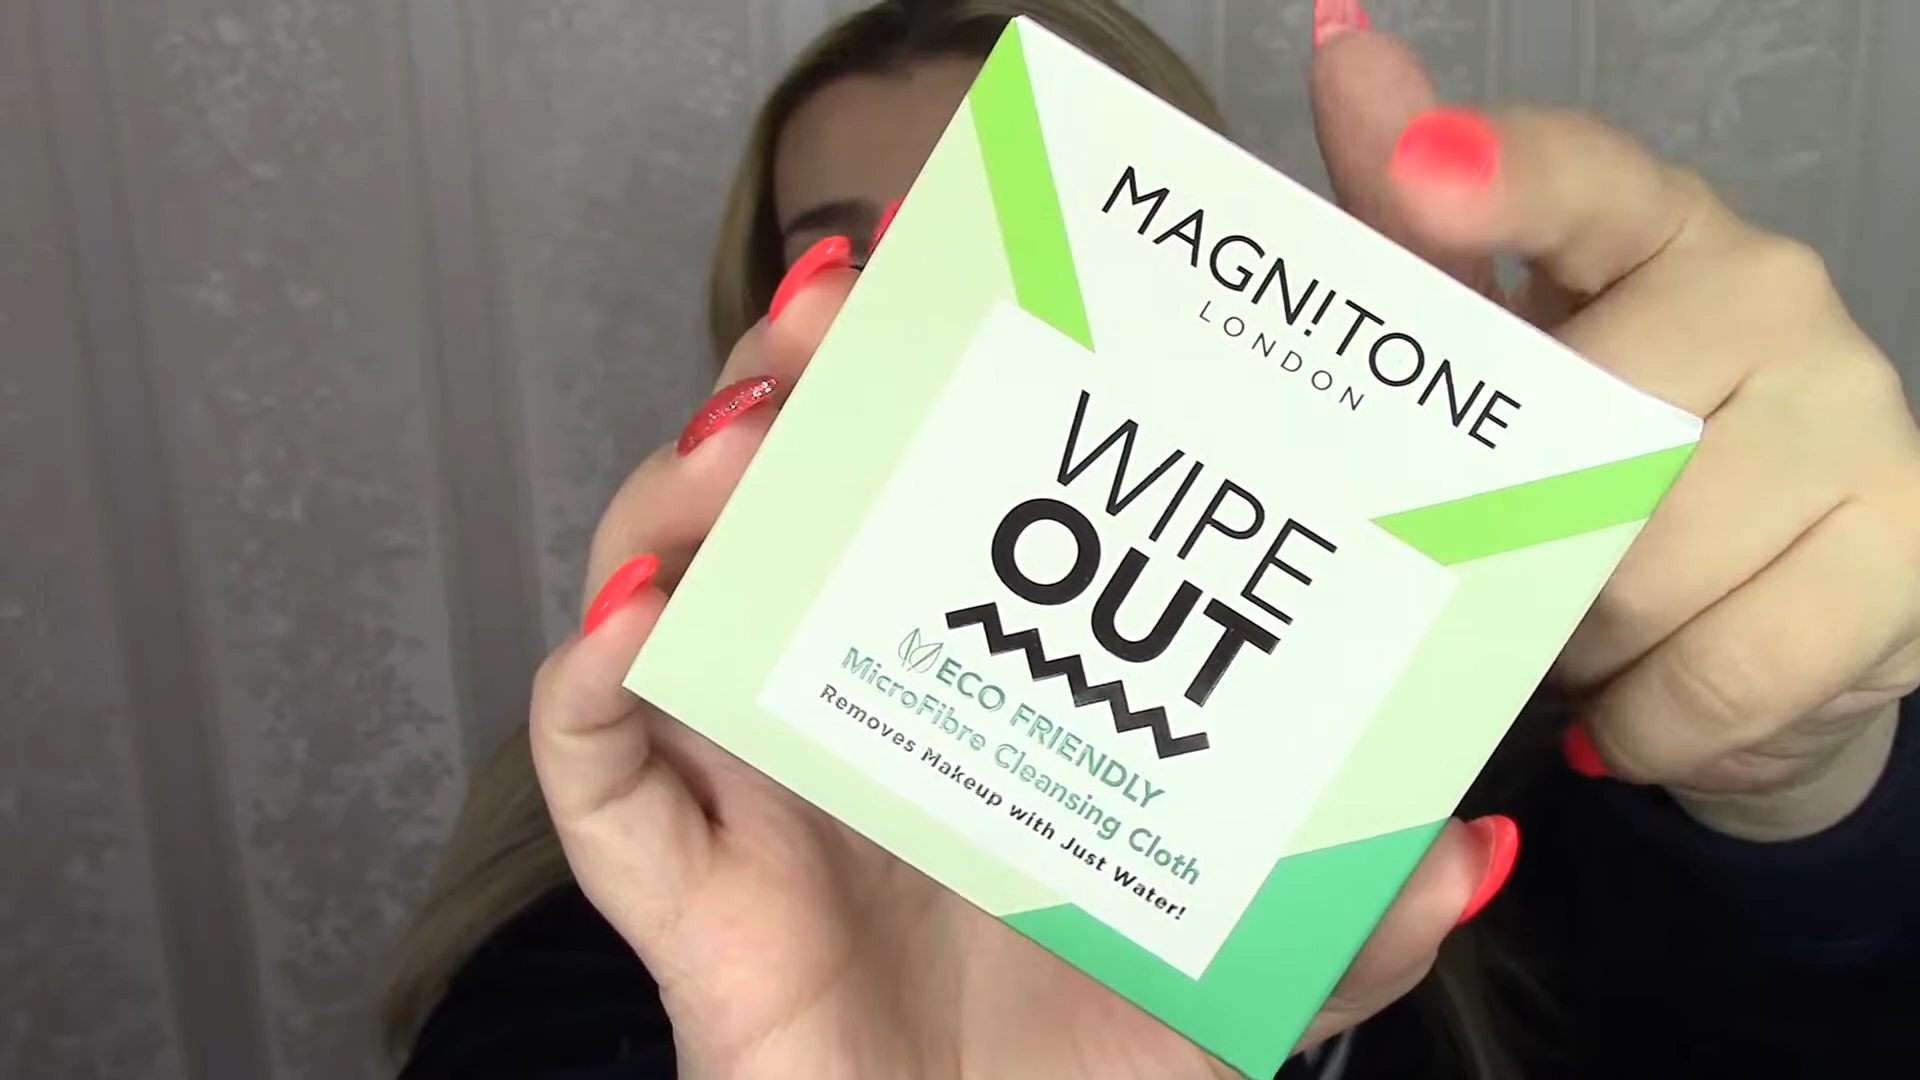 MAGN!TONE
LONDON
WIPE
OUT
ECO FRIENDLY
MicroFibre Cleansing Cloth
Removes Makeup with Just Water!